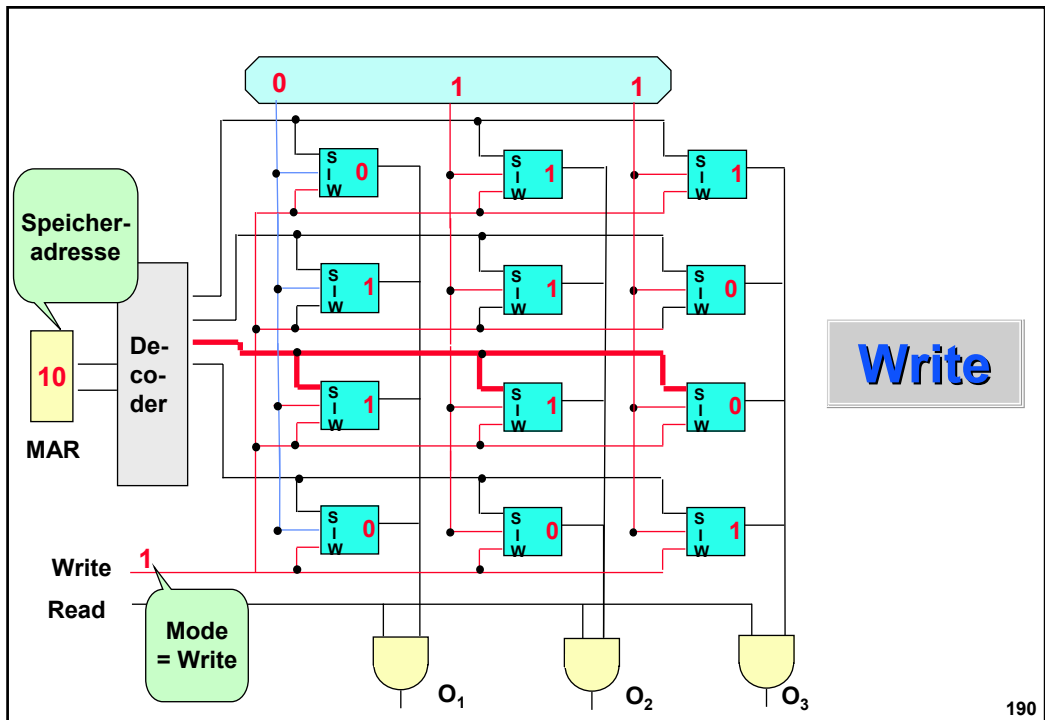 0 1 1
S
I
W
0
S
I
W
1
S
I
W
1
Speicher-
adresse
S
I
W
1
S
I
W
1
S
I
W
0
De-
co-
der
10
MAR
S
I
W
1
S
I
W
1
S
I
W
0
Write
S
I
W
0
S
I
W
0
S
I
W
1
Write 1
Read
Mode
= Write
O1 O2 O3
190